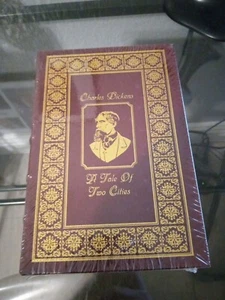 Charles Dickens
A Tale Of
Two Cities